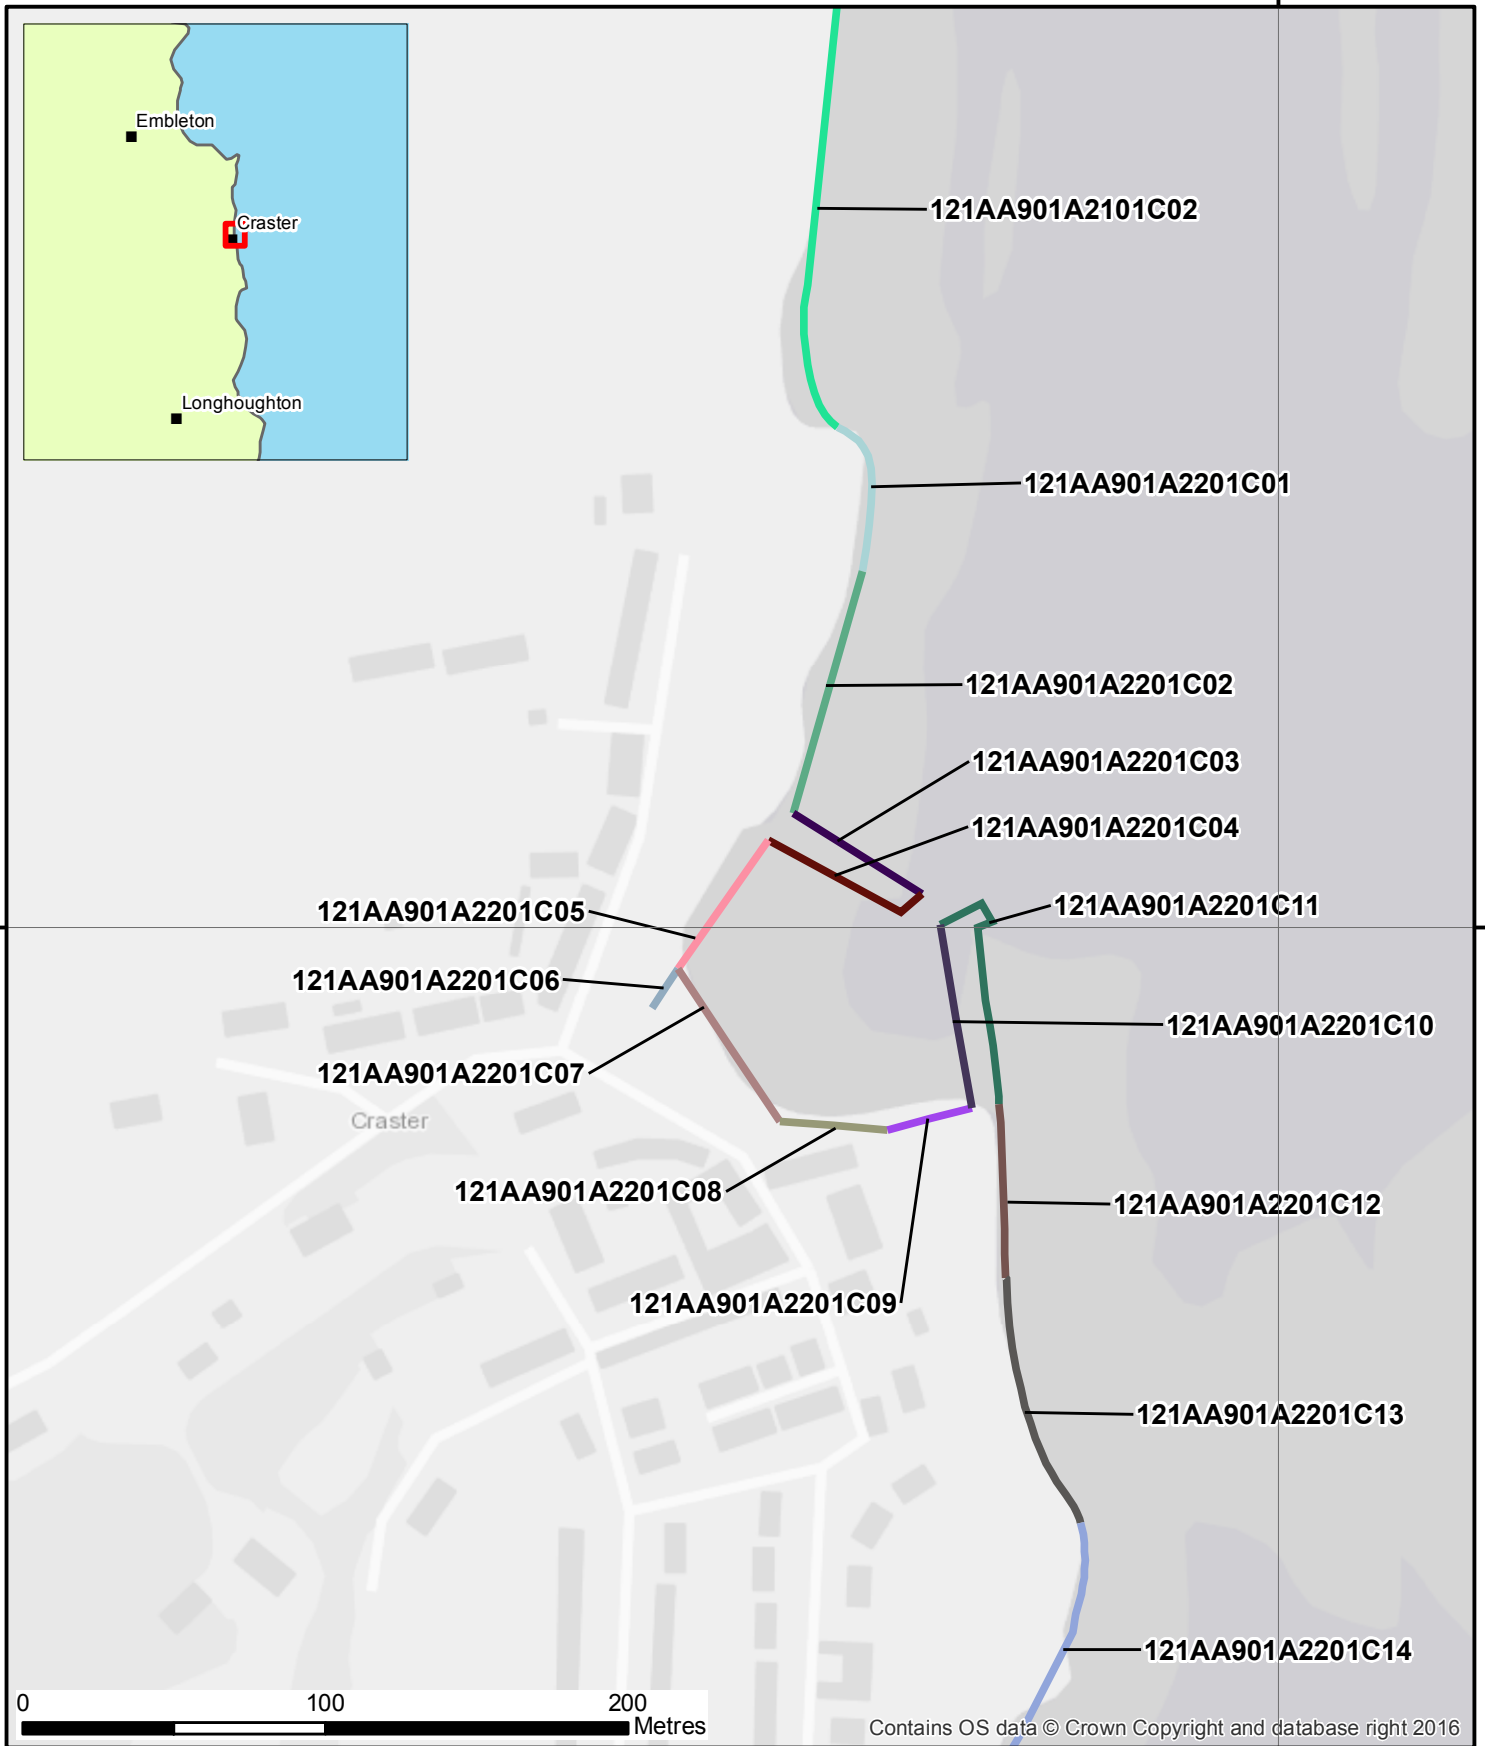 Embleton
Craster
Longhoughton
121AA901A2101C02
121AA901A2201C01
121AA901A2201C02
121AA901A2201C03
121AA901A2201C04
121AA901A2201C05
121AA901A2201C11
121AA901A2201C06
121AA901A2201C10
121AA901A2201C07
Craster
121AA901A2201C08
121AA901A2201C12
121AA901A2201C09
121AA901A2201C13
121AA901A2201C14
0 100 200
Metres
Contains OS data © Crown Copyright and database right 2016